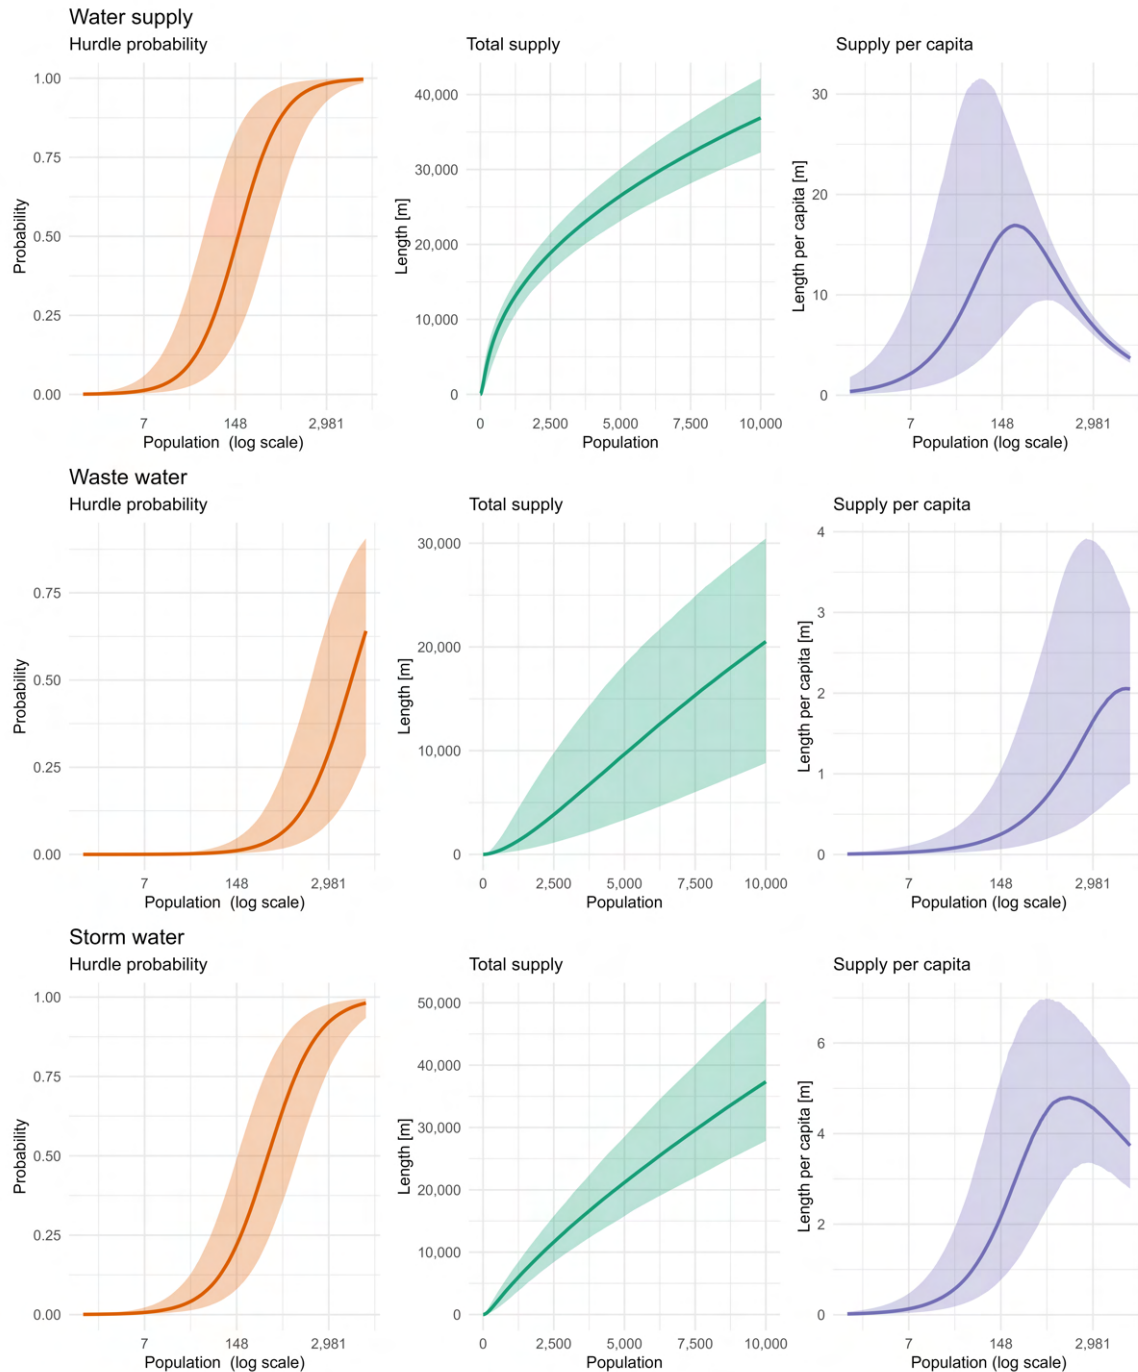 Water supply
Hurdle probability
Total supply
Supply per capita
Probability
1.00
0.75
0.50
0.25
0.00
7
148
2,981
Population (log scale)
Length [m]
40,000
30,000
20,000
10,000
0
0
2,500
5,000
7,500
10,000
Population
Length per capita [m]
30
20
10
0
7
148
2,981
Population (log scale)
Waste water
Hurdle probability
Total supply
Supply per capita
Probability
0.75
0.50
0.25
0.00
7
148
2,981
Population (log scale)
Length [m]
30,000
20,000
10,000
0
0
2,500
5,000
7,500
10,000
Population
Length per capita [m]
4
3
2
1
0
7
148
2,981
Population (log scale)
Storm water
Hurdle probability
Total supply
Supply per capita
Probability
1.00
0.75
0.50
0.25
0.00
7
148
2,981
Population (log scale)
Length [m]
50,000
40,000
30,000
20,000
10,000
0
0
2,500
5,000
7,500
10,000
Population
Length per capita [m]
6
4
2
0
7
148
2,981
Population (log scale)